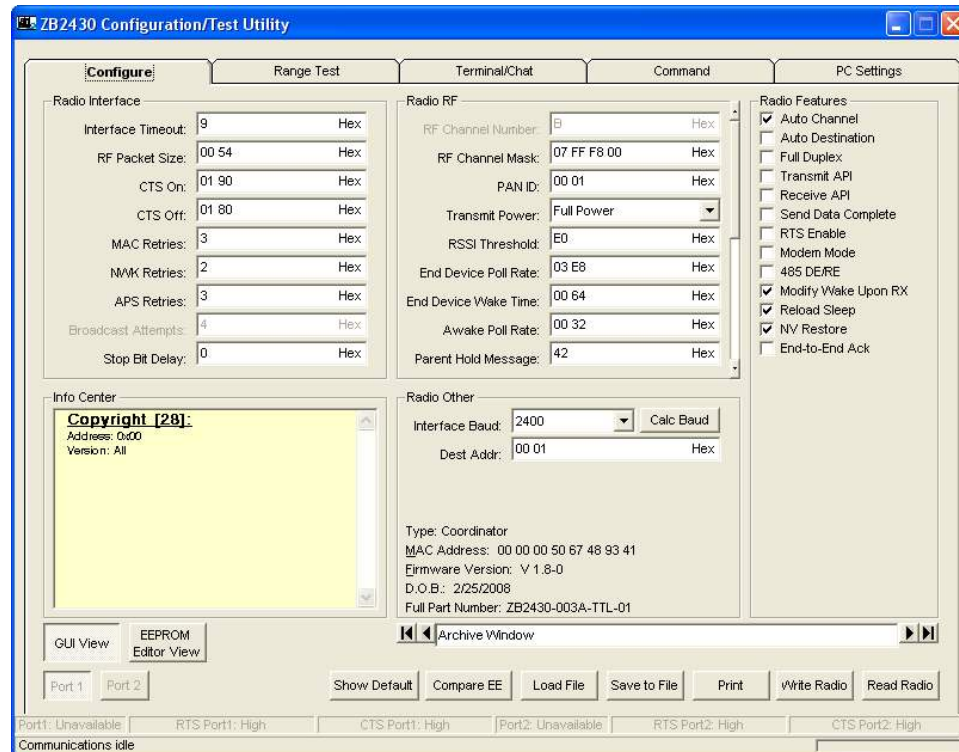 ZB2430 Configuration/Test Utility
Configure
Range Test
Terminal/Chat
Command
PC Settings
Radio Interface
Interface Timeout: 9 Hex
RF Packet Size: 00 54 Hex
CTS On: 01 90 Hex
CTS Off: 01 80 Hex
MAC Retries: 3 Hex
NWK Retries: 2 Hex
APS Retries: 3 Hex
Broadcast Attempts: 4 Hex
Stop Bit Delay: 0 Hex
Radio RF
RF Channel Number: B Hex
RF Channel Mask: 07 FF F8 00 Hex
PAN ID: 00 01 Hex
Transmit Power: Full Power
RSSI Threshold: E0 Hex
End Device Poll Rate: 03 E8 Hex
End Device Wake Time: 00 64 Hex
Awake Poll Rate: 00 32 Hex
Parent Hold Message: 42 Hex
Radio Features
Auto Channel
Auto Destination
Full Duplex
Transmit API
Receive API
Send Data Complete
RTS Enable
Modem Mode
485 DE/RE
Modify Wake Upon RX
Reload Sleep
NV Restore
End-to-End Ack
Info Center
Copyright [28]:
Address: 0x00
Version: All
Radio Other
Interface Baud: 2400 Calc Baud
Dest Addr: 00 01 Hex
Type: Coordinator
MAC Address: 00 00 00 50 67 48 93 41
Firmware Version: V 1.8-0
D.O.B.: 2/25/2008
Full Part Number: ZB2430-003A-TTL-01
GUI View
EEPROM
Editor View
Archive Window
Port 1
Port 2
Show Default
Compare EE
Load File
Save to File
Print
Write Radio
Read Radio
Port1: Unavailable
RTS Port1: High
CTS Port1: High
Port2: Unavailable
RTS Port2: High
CTS Port2: High
Communications idle